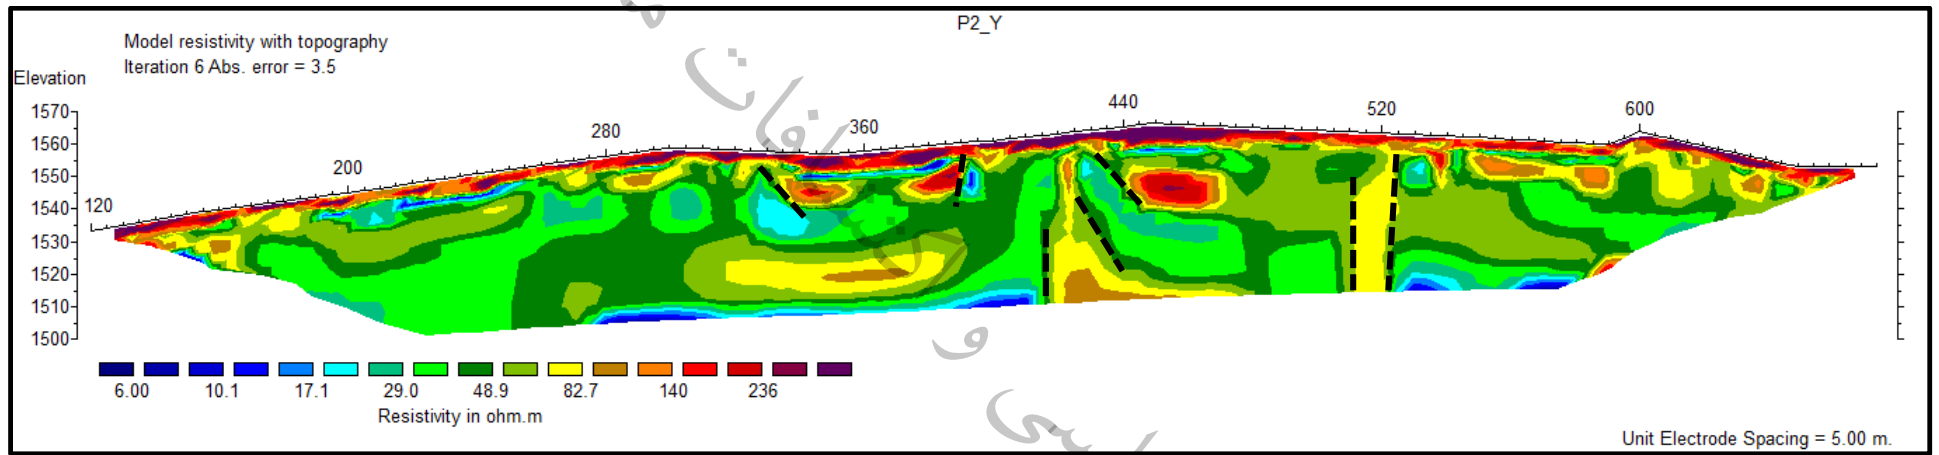 P2_Y
Model resistivity with topography
Iteration 6 Abs. error = 3.5
Elevation
1570
1560
1550
1540
1530
1520
1510
1500
120
200
280
360
440
520
600
6.00 10.1 17.1 29.0 48.9 82.7 140 236
Resistivity in ohm.m
Unit Electrode Spacing = 5.00 m.